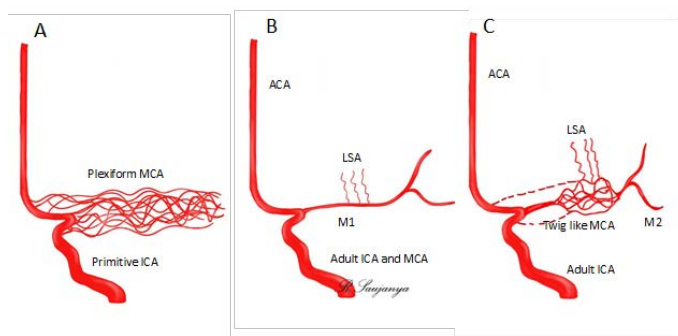 A
Plexiform MCA
Primitive ICA
B
ACA
LSA
M1
Adult ICA and MCA
R. Saujanya
C
ACA
LSA
Twig like MCA
M2
Adult ICA